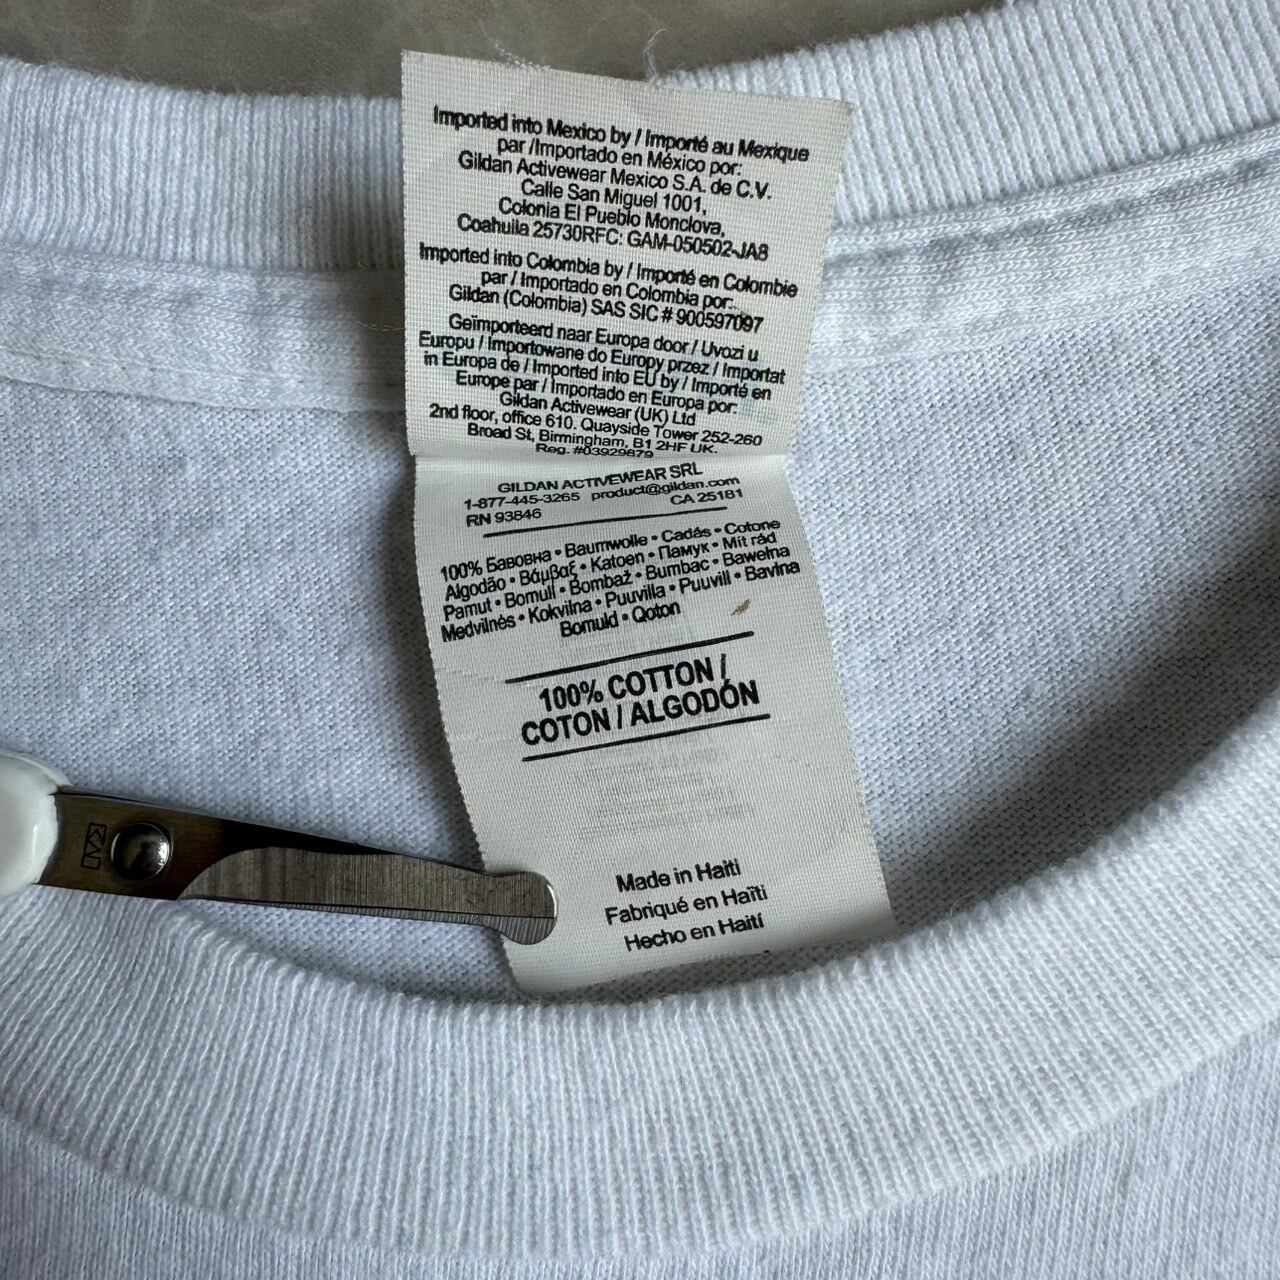 Imported into Mexico by / Importé au Mexique
par /Importado en México por:
Gildan Activewear Mexico S.A. de C.V.
Calle San Miguel 1001,
Colonia El Pueblo Monclova,
Coahuila 25730RFC: GAM-050502-JA8
Imported into Colombia by / Importé en Colombie
par / Importado en Colombia por:
Gildan (Colombia) SAS SIC # 900597097
Geïmporteerd naar Europa door / Uvozi u
Europu / Importowane do Europy przez / Importat
in Europa de / Imported into EU by / Importé en
Europe par / Importado en Europa por:
Gildan Activewear (UK) Ltd
2nd floor, office 610. Quayside Tower 252-260
Broad St, Birmingham, B1 2HF UK.
Reg. #03929879
GILDAN ACTIVEWEAR SRL
1-877-445-3265 product@gildan.com
RN 93846 CA 25181
100% Бавовна • Baumwolle • Cadás • Cotone
Algodão • Βάμβαξ • Katoen • Памук • Mit rád
Pamut • Bomull • Bombaž • Bumbac • Bawełna
Medvilnės • Kokvilna • Puuvilla • Puuvill • Bavlna
Bomuld • Qoton
100% COTTON /
COTON / ALGODÓN
Made in Haiti
Fabriqué en Haïti
Hecho en Haití
KAI